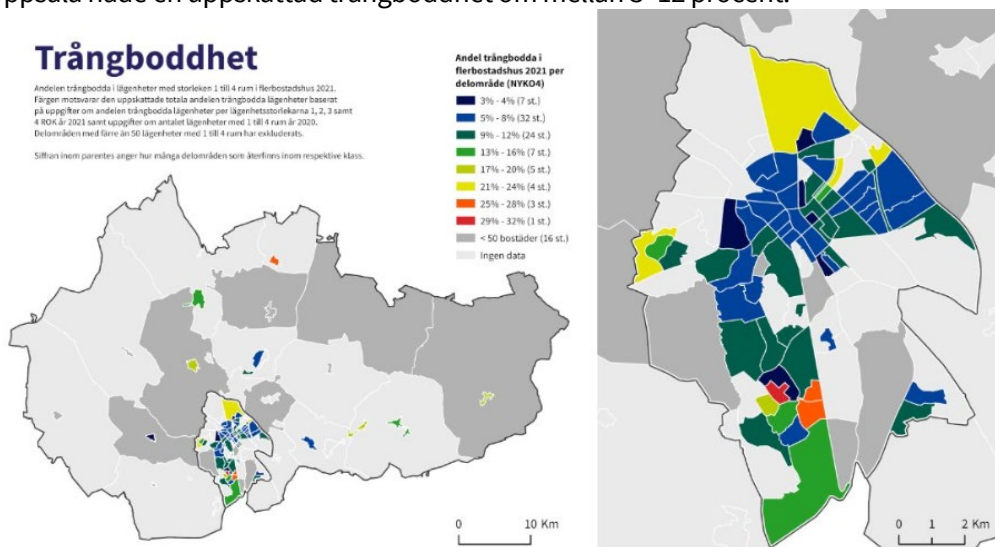 Uppsala hade en uppskattad trångboddhet om mellan 5–12 procent.
Trångboddhet
Andelen trångbodda i lägenheter med storleken 1 till 4 rum i flerbostadshus 2021.
Färgen motsvarar den uppskattade totala andelen trångbodda lägenheter baserat
på uppgifter om andelen trångbodda lägenheter per lägenhetsstorlekarna 1, 2, 3 samt
4 ROK år 2021 samt uppgifter om antalet lägenheter med 1 till 4 rum år 2020.
Delområden med färre än 50 lägenheter med 1 till 4 rum har exkluderats.
Siffran inom parentes anger hur många delområden som återfinns inom respektive klass.
Andel trångbodda i
flerbostadshus 2021 per
delområde (NYKO4)
3% - 4% (7 st.)
5% - 8% (32 st.)
9% - 12% (24 st.)
13% - 16% (7 st.)
17% - 20% (5 st.)
21% - 24% (4 st.)
25% - 28% (3 st.)
29% - 32% (1 st.)
< 50 bostäder (16 st.)
Ingen data
0 10 Km
0 1 2 Km